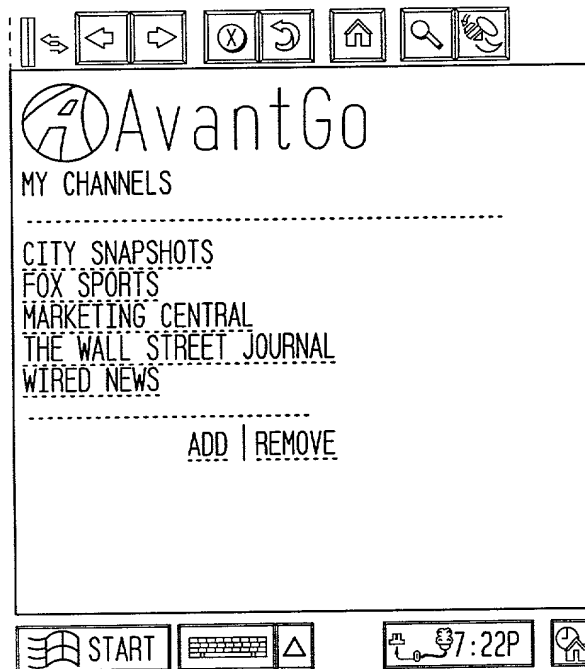 AvantGo
MY CHANNELS
CITY SNAPSHOTS
FOX SPORTS
MARKETING CENTRAL
THE WALL STREET JOURNAL
WIRED NEWS
ADD | REMOVE
START 7:22P